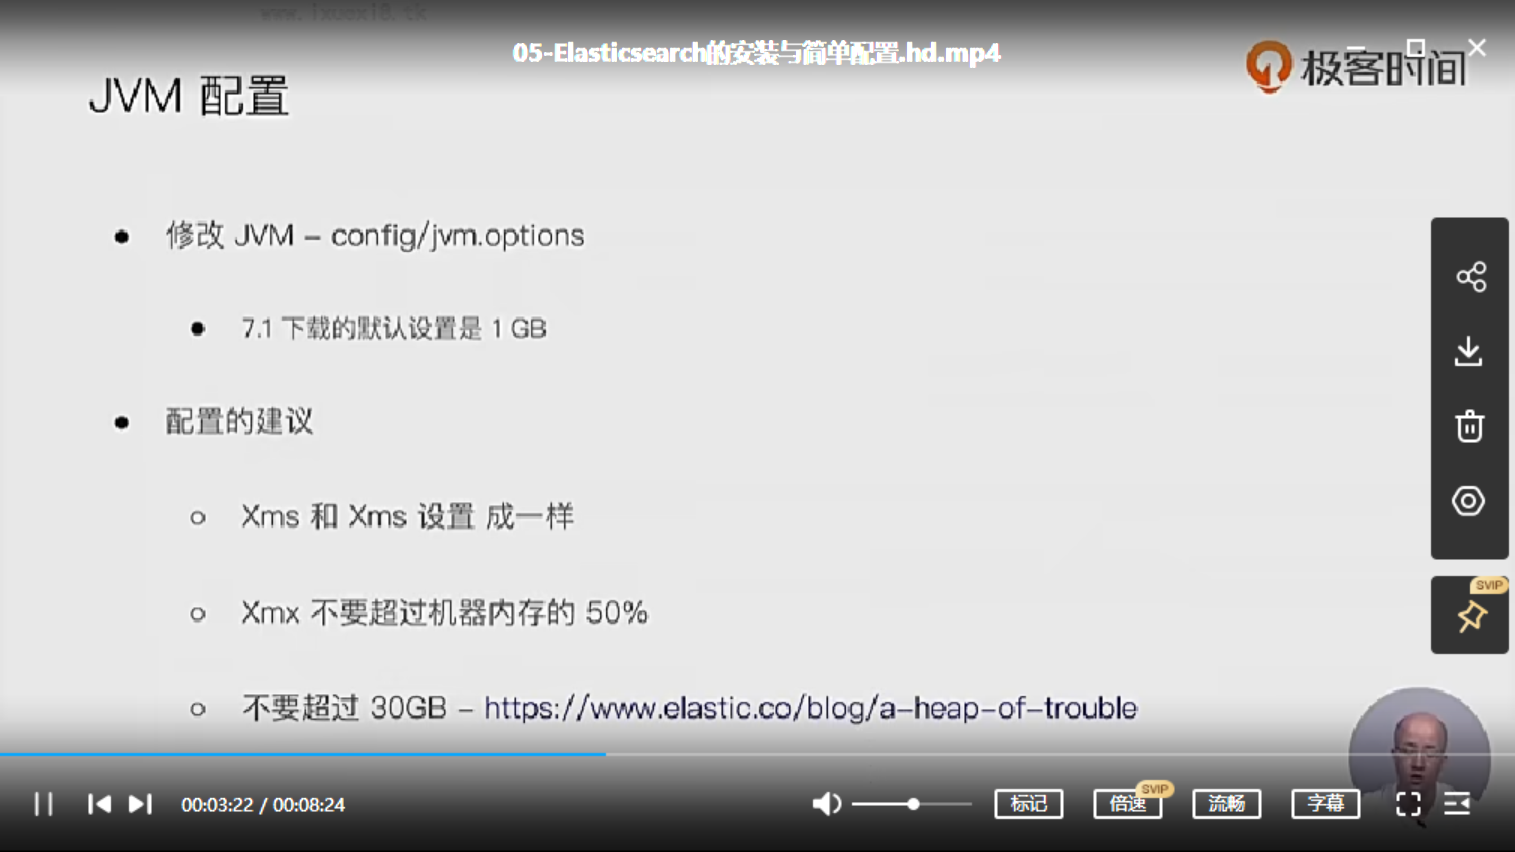 www.ixuexi8.tk
05-Elasticsearch的安装与简单配置.hd.mp4
极客时间
JVM 配置
修改 JVM – config/jvm.options
7.1 下载的默认设置是 1 GB
配置的建议
Xms 和 Xms 设置 成一样
Xmx 不要超过机器内存的 50%
不要超过 30GB – https://www.elastic.co/blog/a-heap-of-trouble
SVIP
00:03:22 / 00:08:24
标记
倍速
SVIP
流畅
字幕